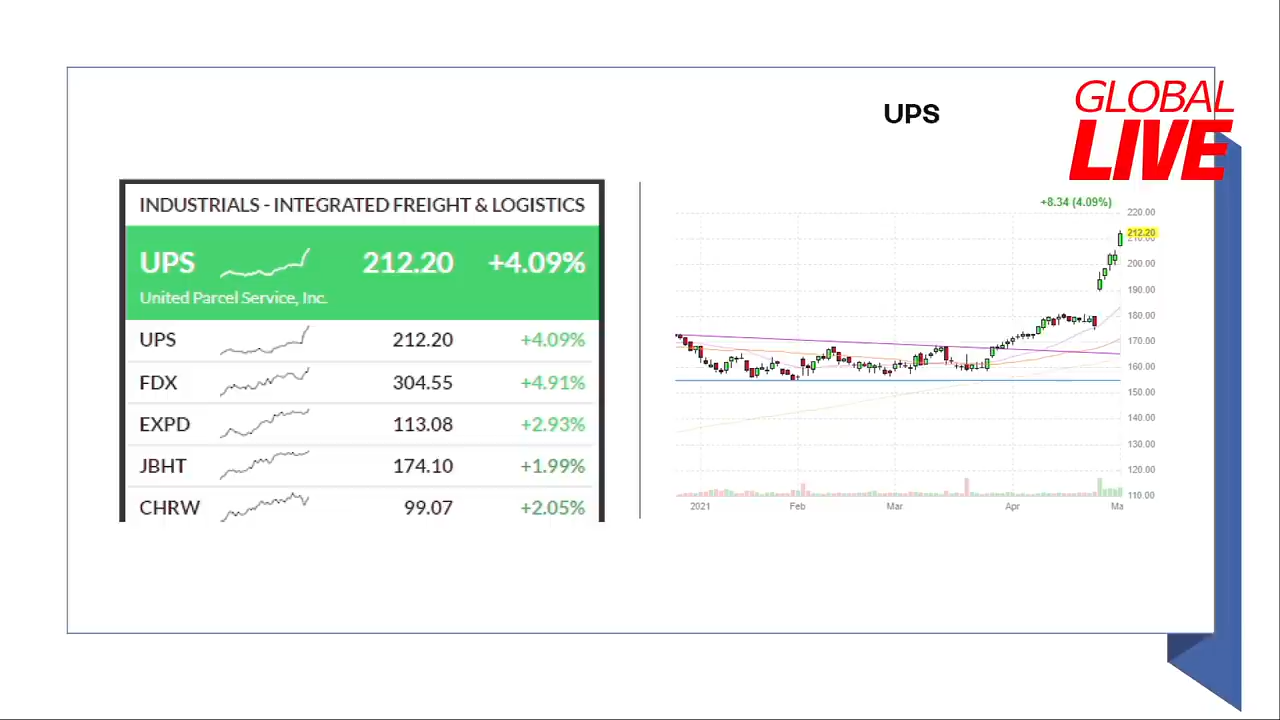 UPS
GLOBAL
LIVE
INDUSTRIALS - INTEGRATED FREIGHT & LOGISTICS
UPS 212.20 +4.09%
United Parcel Service, Inc.
UPS 212.20 +4.09%
FDX 304.55 +4.91%
EXPD 113.08 +2.93%
JBHT 174.10 +1.99%
CHRW 99.07 +2.05%
+8.34 (4.09%)
220.00
212.20
210.00
200.00
190.00
180.00
170.00
160.00
150.00
140.00
130.00
120.00
110.00
2021 Feb Mar Apr Ma